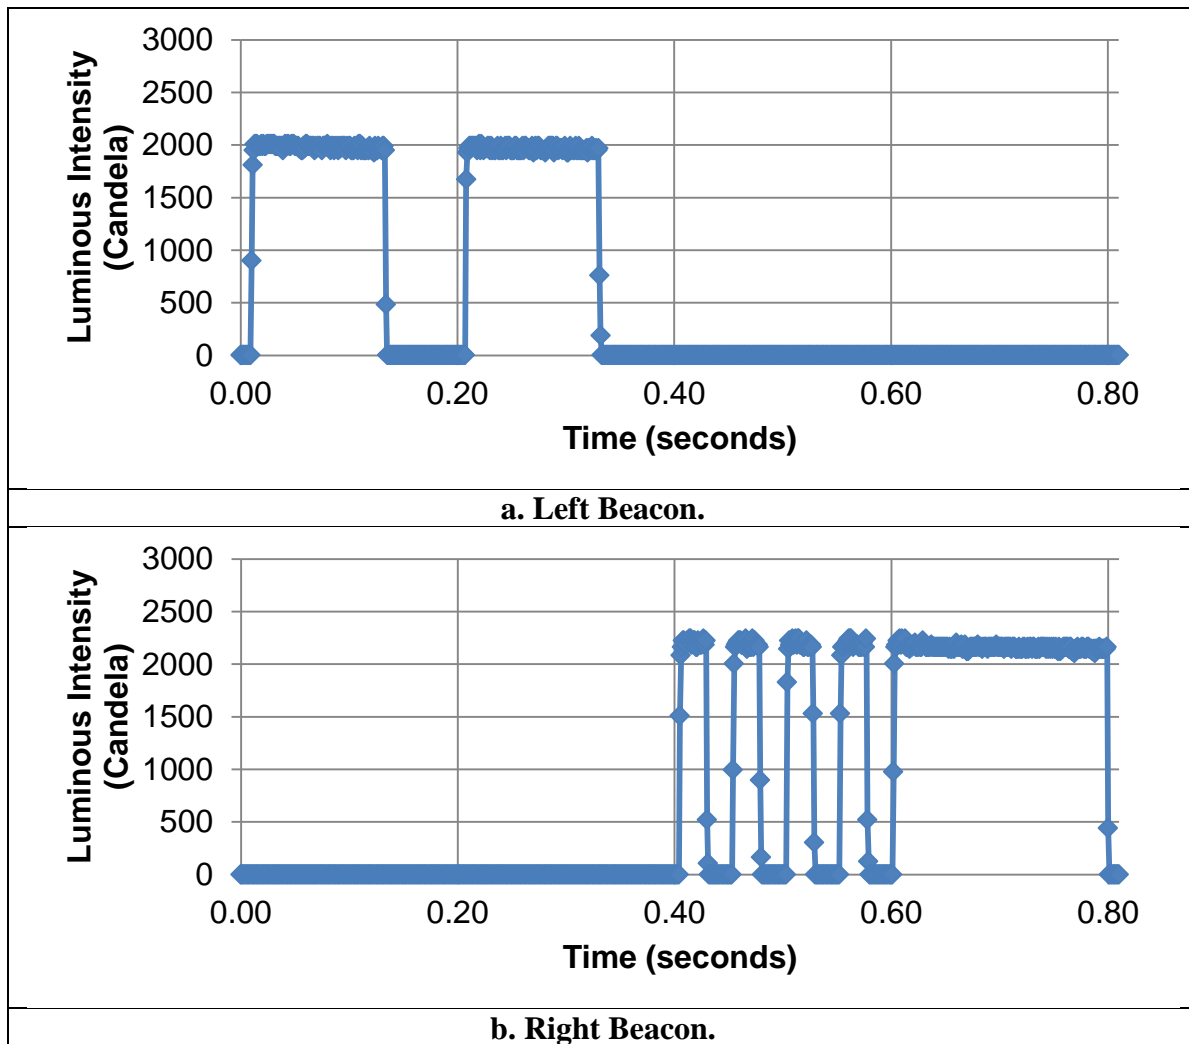 3000
2500
2000
1500
1000
500
0
Luminous Intensity
(Candela)
0.00 0.20 0.40 0.60 0.80
Time (seconds)
a. Left Beacon.
3000
2500
2000
1500
1000
500
0
Luminous Intensity
(Candela)
0.00 0.20 0.40 0.60 0.80
Time (seconds)
b. Right Beacon.